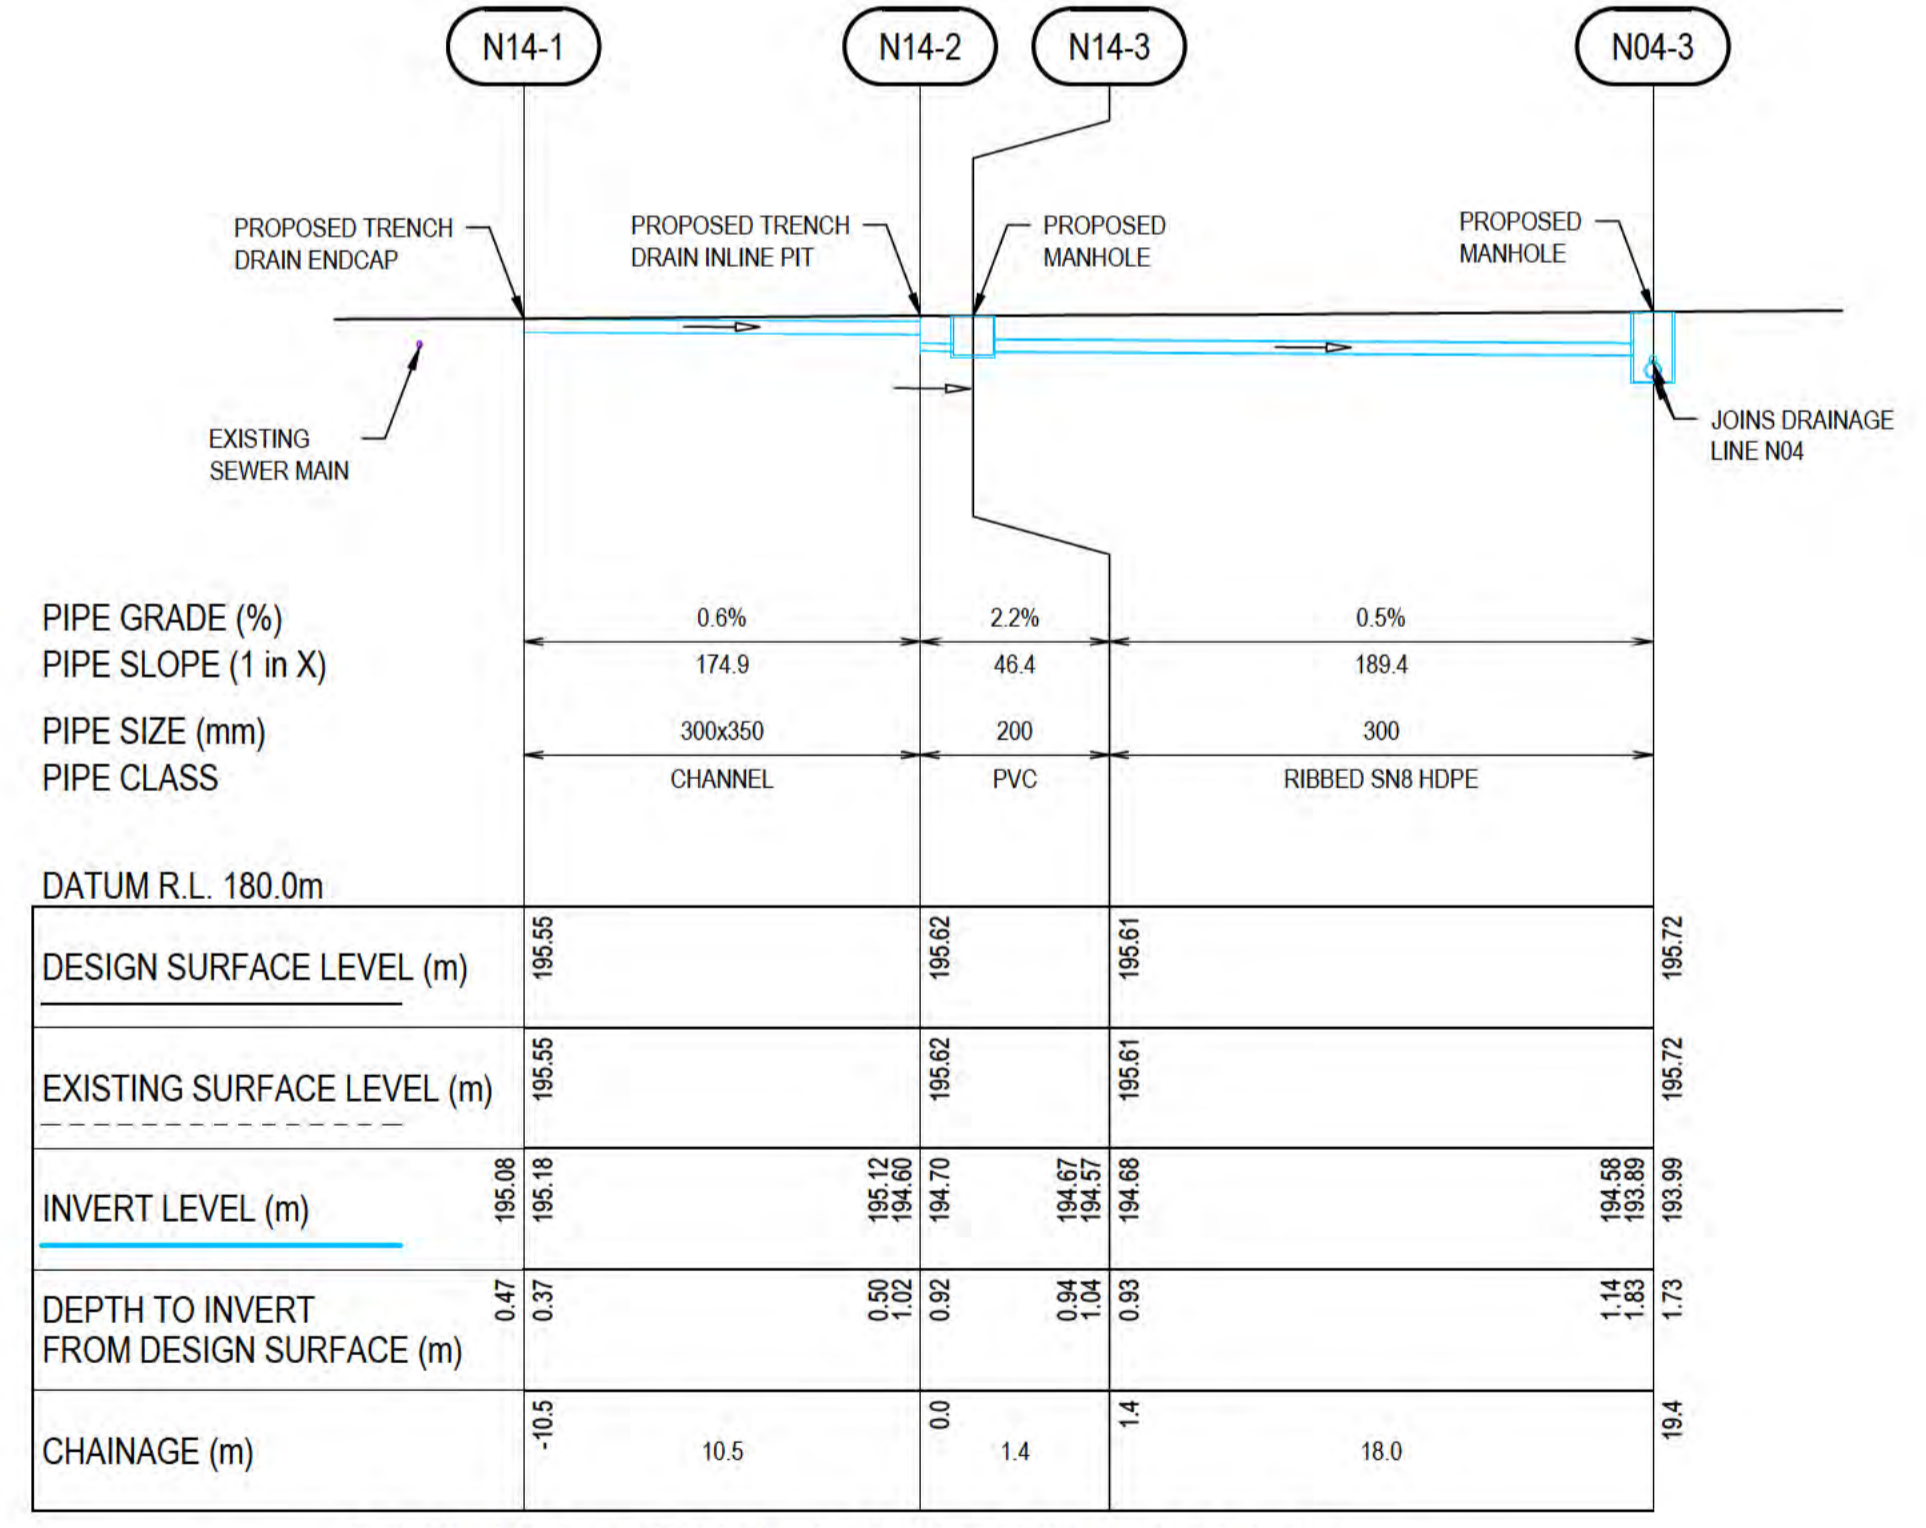 N14-1
N14-2
N14-3
N04-3
PROPOSED TRENCH
DRAIN ENDCAP
PROPOSED TRENCH
DRAIN INLINE PIT
PROPOSED
MANHOLE
PROPOSED
MANHOLE
EXISTING
SEWER MAIN
JOINS DRAINAGE
LINE N04
PIPE GRADE (%)
0.6%
2.2%
0.5%
PIPE SLOPE (1 in X)
174.9
46.4
189.4
PIPE SIZE (mm)
300x350
200
300
PIPE CLASS
CHANNEL
PVC
RIBBED SN8 HDPE
DATUM R.L. 180.0m
DESIGN SURFACE LEVEL (m)
195.55
195.62
195.61
195.72
EXISTING SURFACE LEVEL (m)
195.55
195.62
195.61
195.72
INVERT LEVEL (m)
195.08
195.18
195.12
194.60
194.70
194.67
194.57
194.68
194.58
193.89
193.99
DEPTH TO INVERT
FROM DESIGN SURFACE (m)
0.47
0.37
0.50
1.02
0.92
0.94
1.04
0.93
1.14
1.83
1.73
CHAINAGE (m)
-10.5
10.5
0.0
1.4
1.4
18.0
19.4